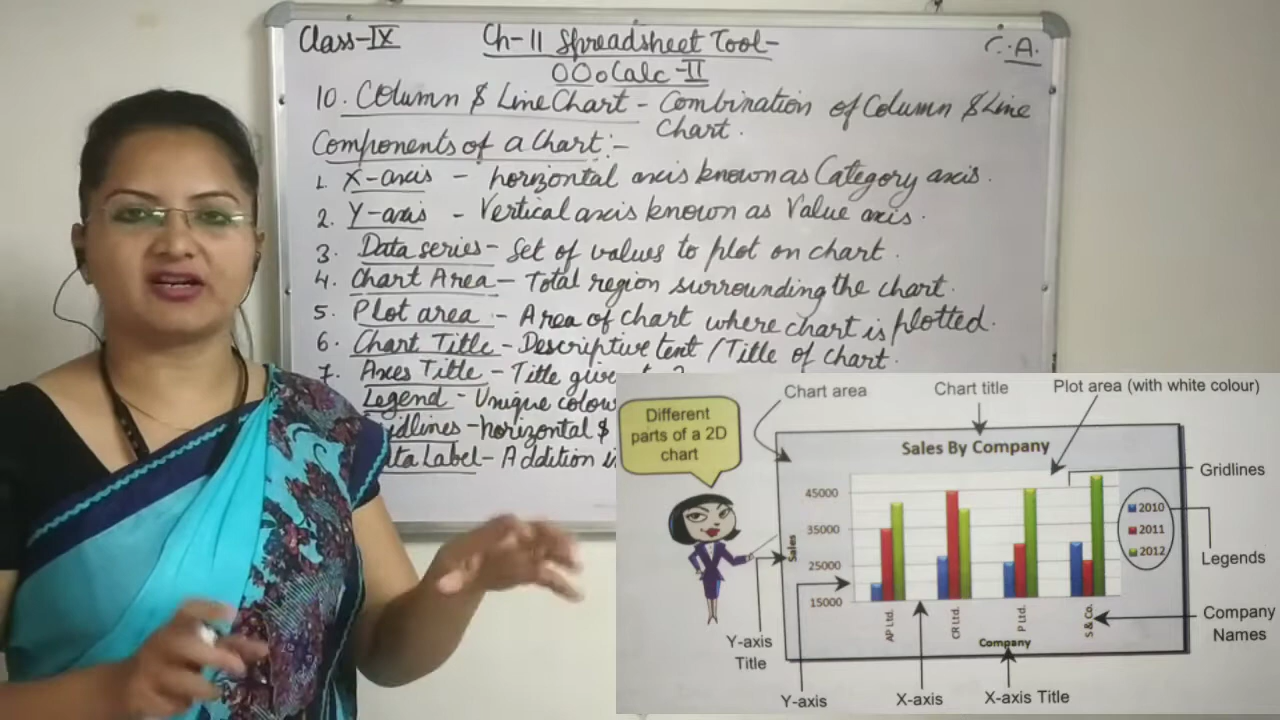 Class-IX
Ch-11 Spreadsheet Tool-
OOoCalc-II
C.A.
10. Column & Line Chart - Combination of Column & Line
Chart.
Components of a Chart:-
1. X-axis - horizontal axis known as Category axis.
2. Y-axis - Vertical axis known as Value axis.
3. Data series - Set of values to plot on chart.
4. Chart Area - Total region surrounding the chart.
5. Plot area - Area of chart where chart is plotted.
6. Chart Title - Descriptive text / Title of chart.
7. Axes Title - Title
Legend - Unique
- horizontal &
Label - Addition
Different
parts of a 2D
chart
Chart area
Chart title
Plot area (with white colour)
Sales By Company
Gridlines
45000
35000
25000
15000
Sales
2010
2011
2012
Legends
AP Ltd.
CR Ltd.
P Ltd.
S & Co.
Company
Company
Names
Y-axis
Title
Y-axis
X-axis
X-axis Title